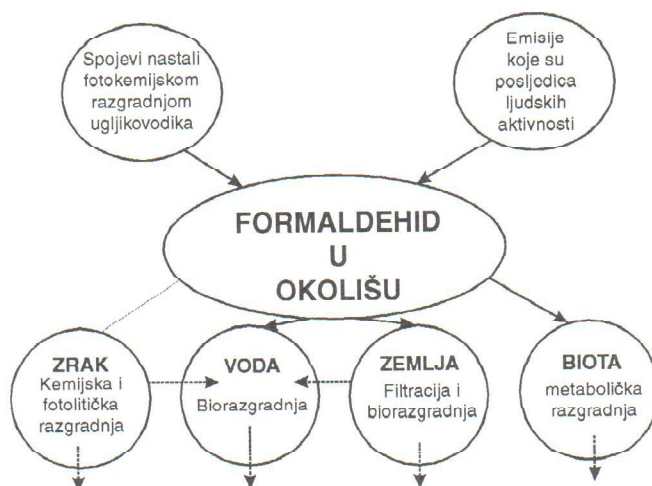 Spojevi nastali
fotokemijskom
razgradnjom
ugljikovodika
Emisije
koje su
posljedica
ljudskih
aktivnosti
FORMALDEHID
U
OKOLIŠU
ZRAK
Kemijska i
fotolitička
razgradnja
VODA
Biorazgradnja
ZEMLJA
Filtracija i
biorazgradnja
BIOTA
metabolička
razgradnja